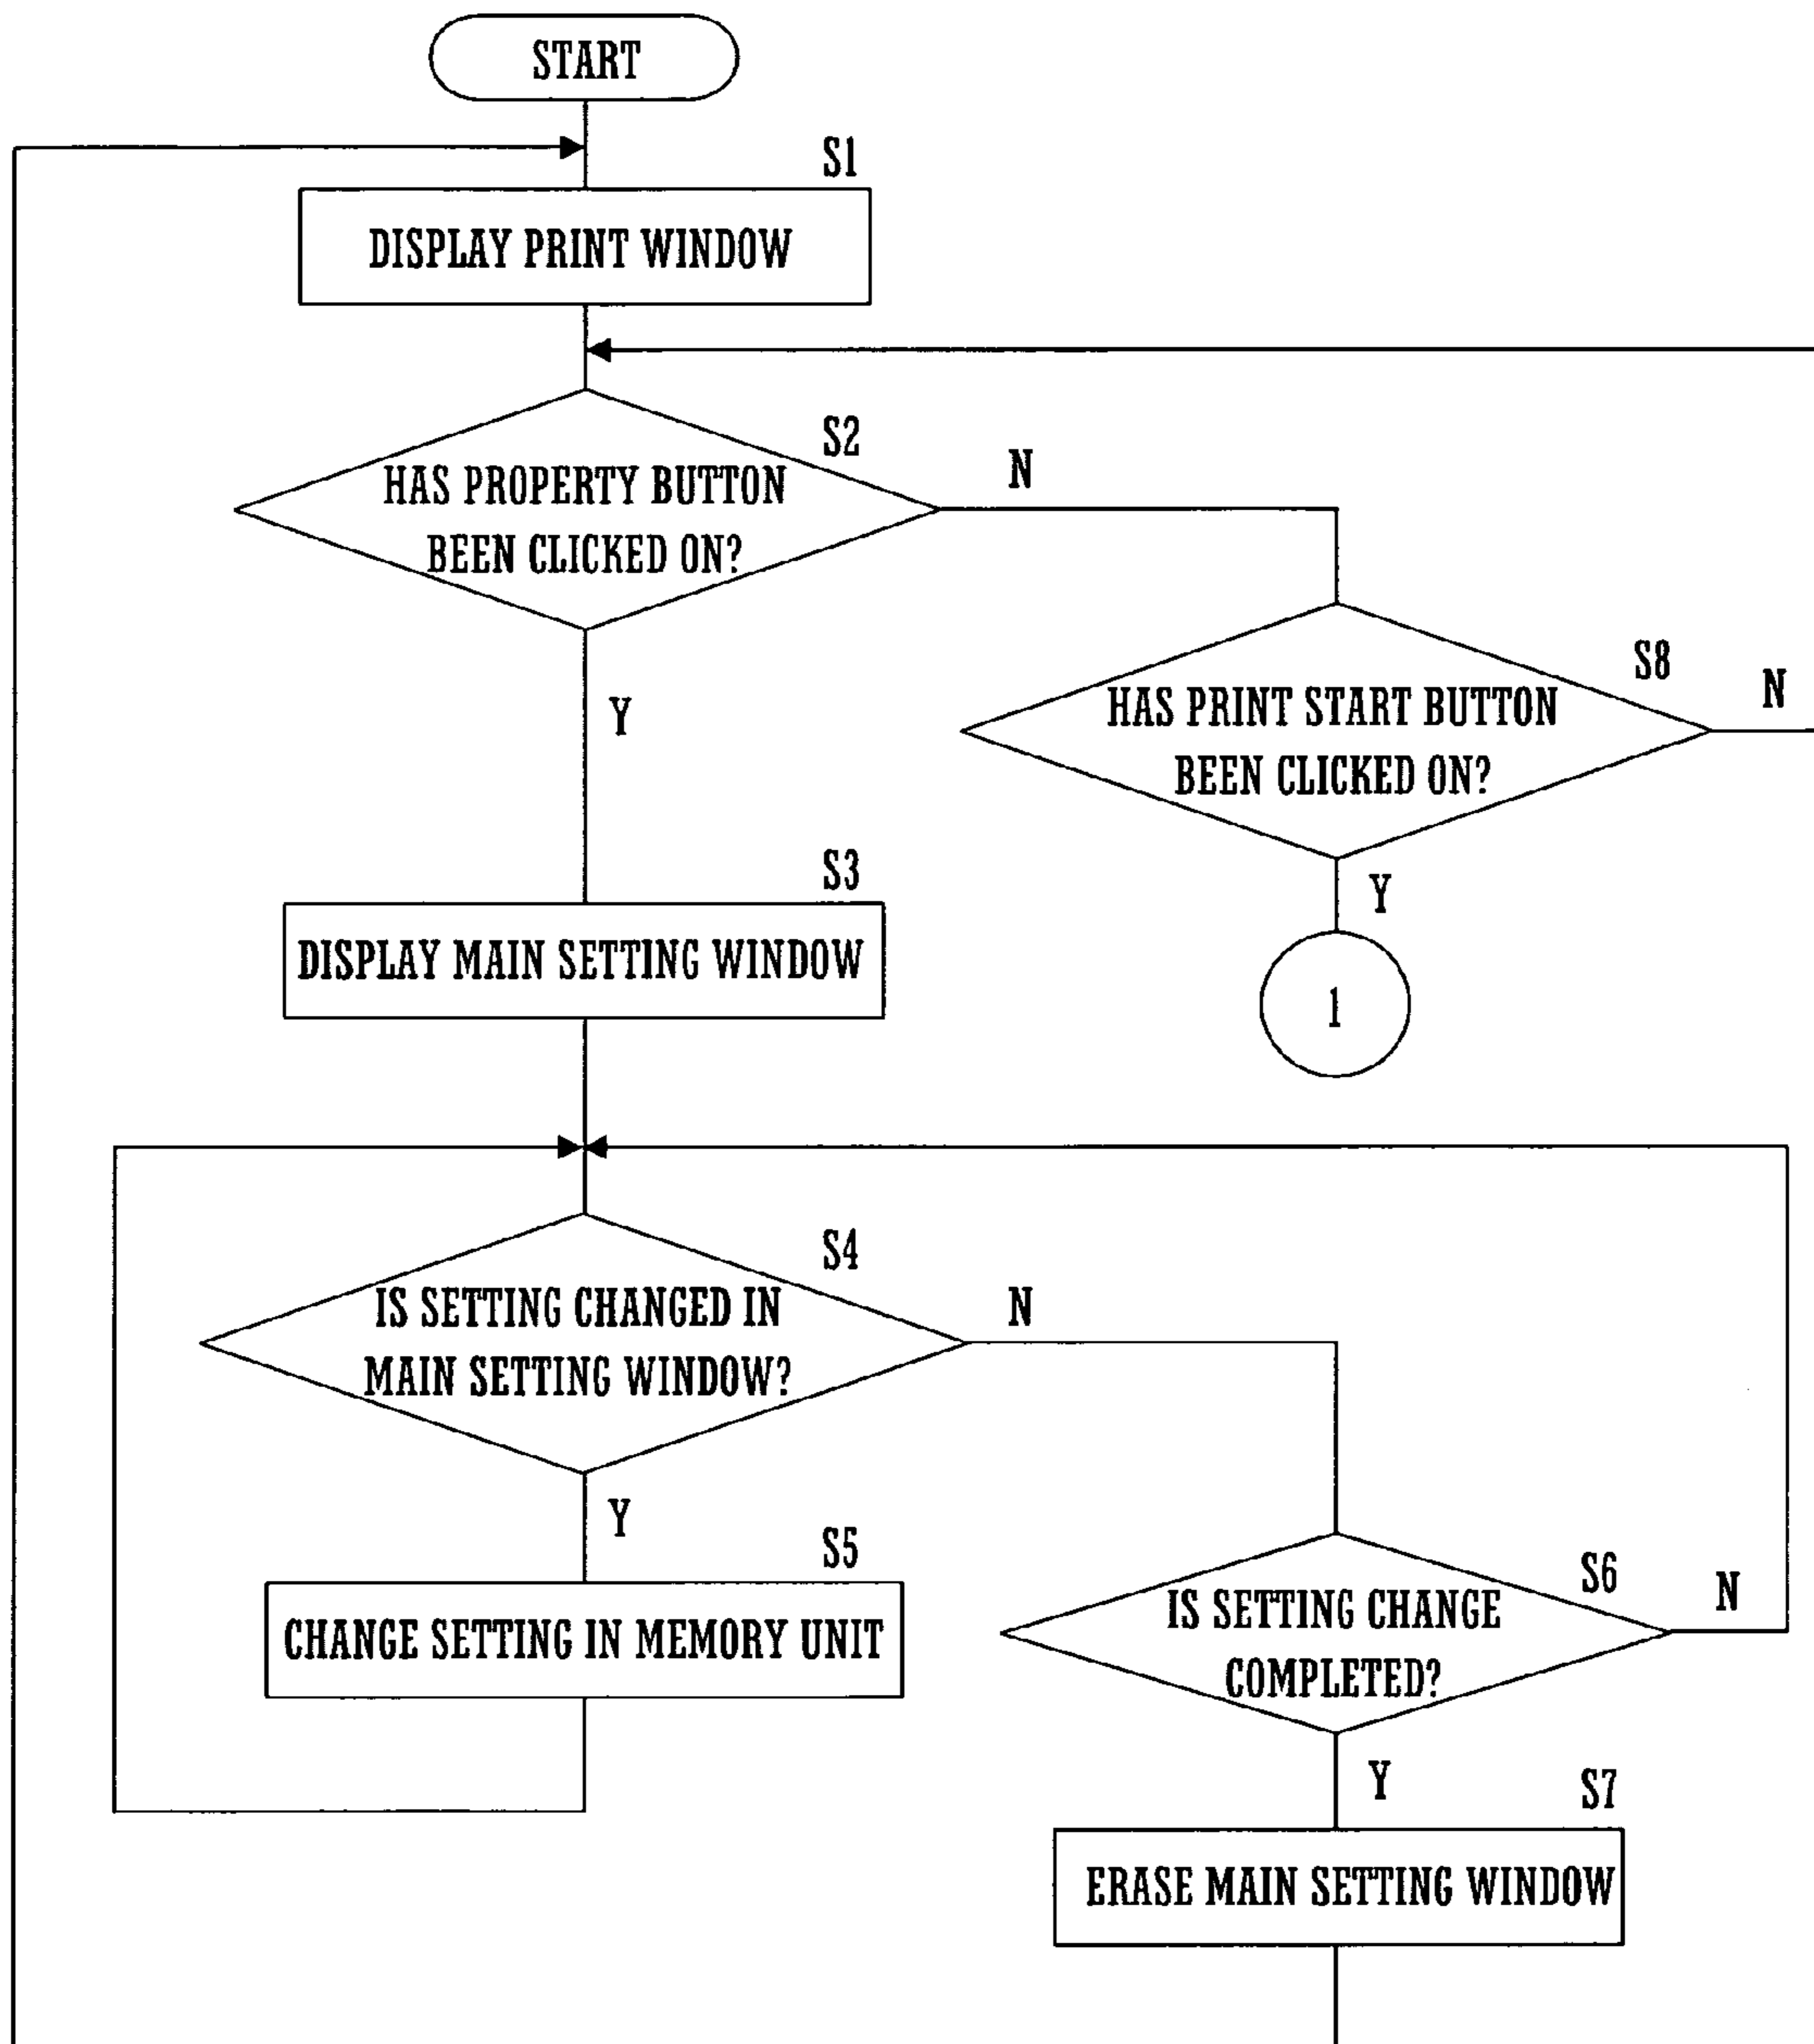 START
S1
DISPLAY PRINT WINDOW
S2
HAS PROPERTY BUTTON
BEEN CLICKED ON?
N
Y
S8
HAS PRINT START BUTTON
BEEN CLICKED ON?
N
Y
1
S3
DISPLAY MAIN SETTING WINDOW
S4
IS SETTING CHANGED IN
MAIN SETTING WINDOW?
N
Y
S5
CHANGE SETTING IN MEMORY UNIT
S6
IS SETTING CHANGE
COMPLETED?
N
Y
S7
ERASE MAIN SETTING WINDOW